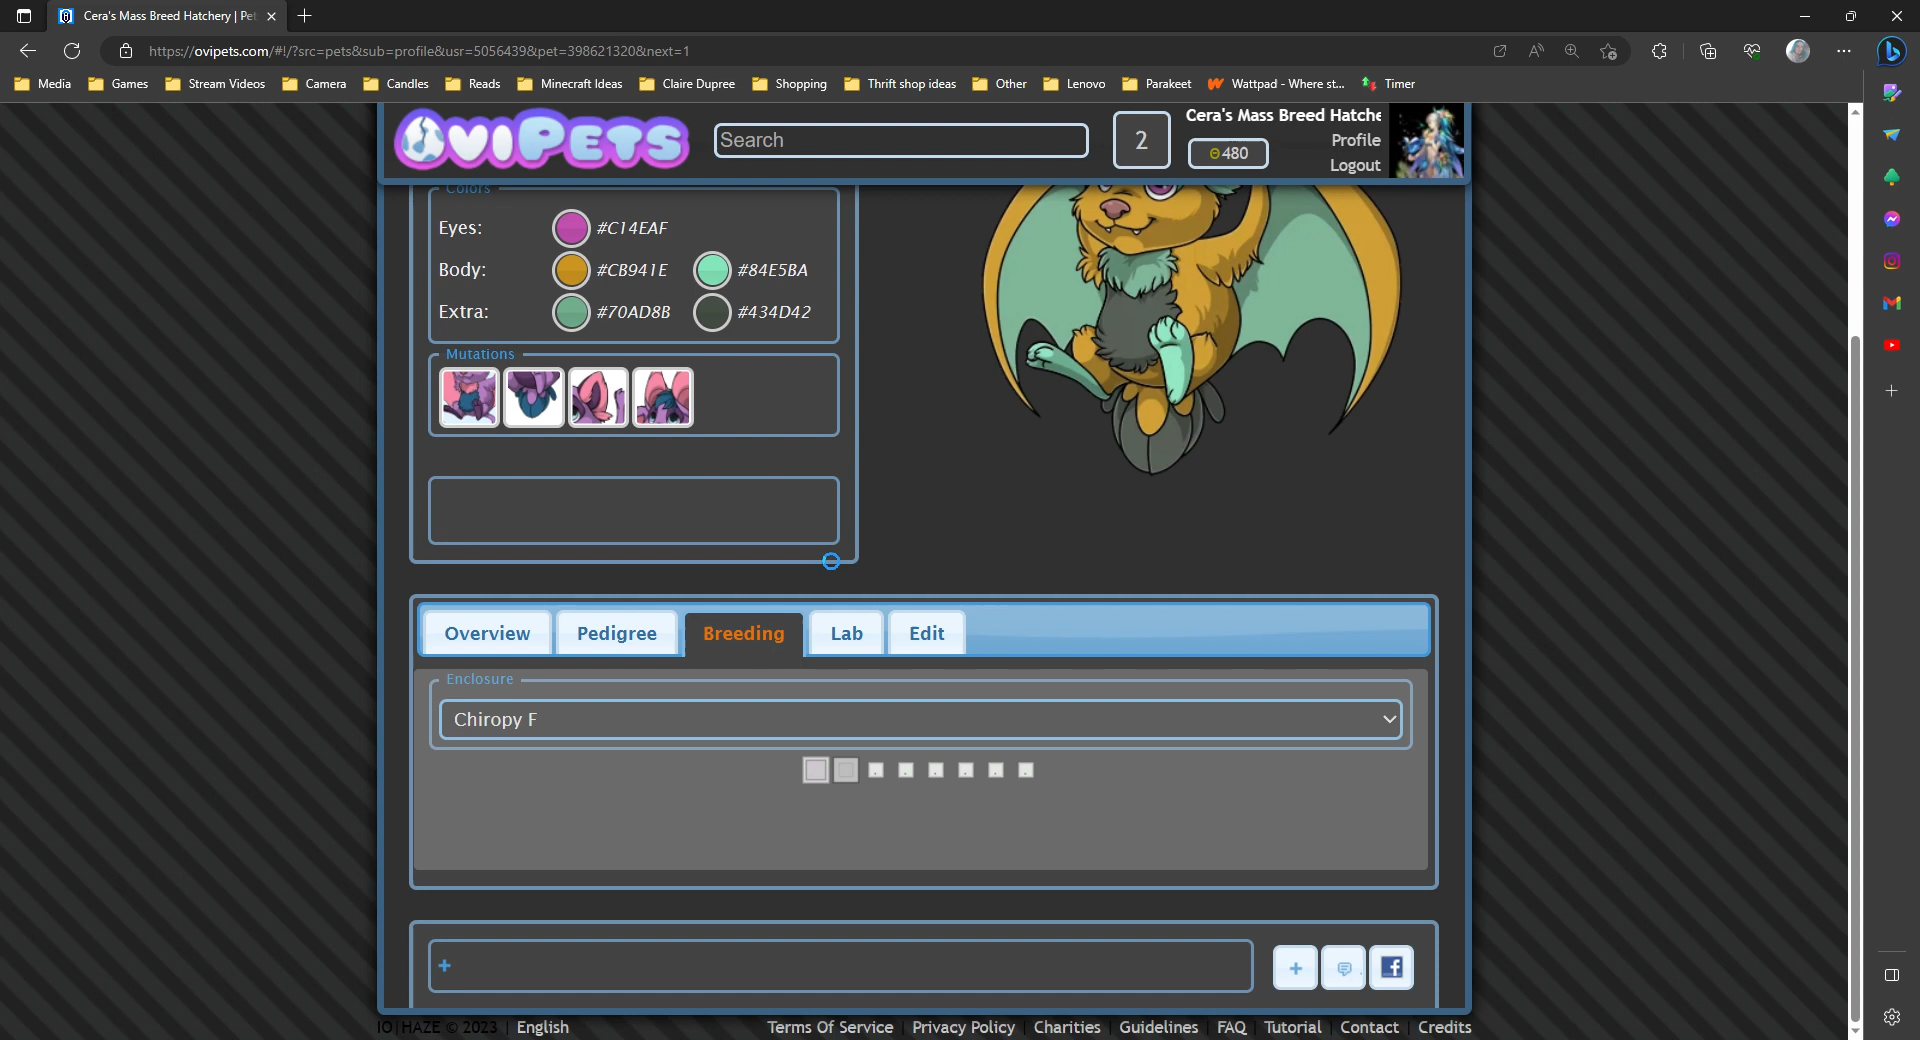 Cera's Mass Breed Hatchery | Pet
https://ovipets.com/#!/?src=pets&sub=profile&usr=5056439&pet=398621320&next=1
Media Games Stream Videos Camera Candles Reads Minecraft Ideas Claire Dupree Shopping Thrift shop ideas Other Lenovo Parakeet Wattpad - Where st... Timer
OviPets
Search
2
Cera's Mass Breed Hatche
480
Profile
Logout
Colors
Eyes: #C14EAF
Body: #CB941E #84E5BA
Extra: #70AD8B #434D42
Mutations
Overview Pedigree Breeding Lab Edit
Enclosure
Chiropy F
IO | HAZE © 2023 English Terms Of Service Privacy Policy Charities Guidelines FAQ Tutorial Contact Credits